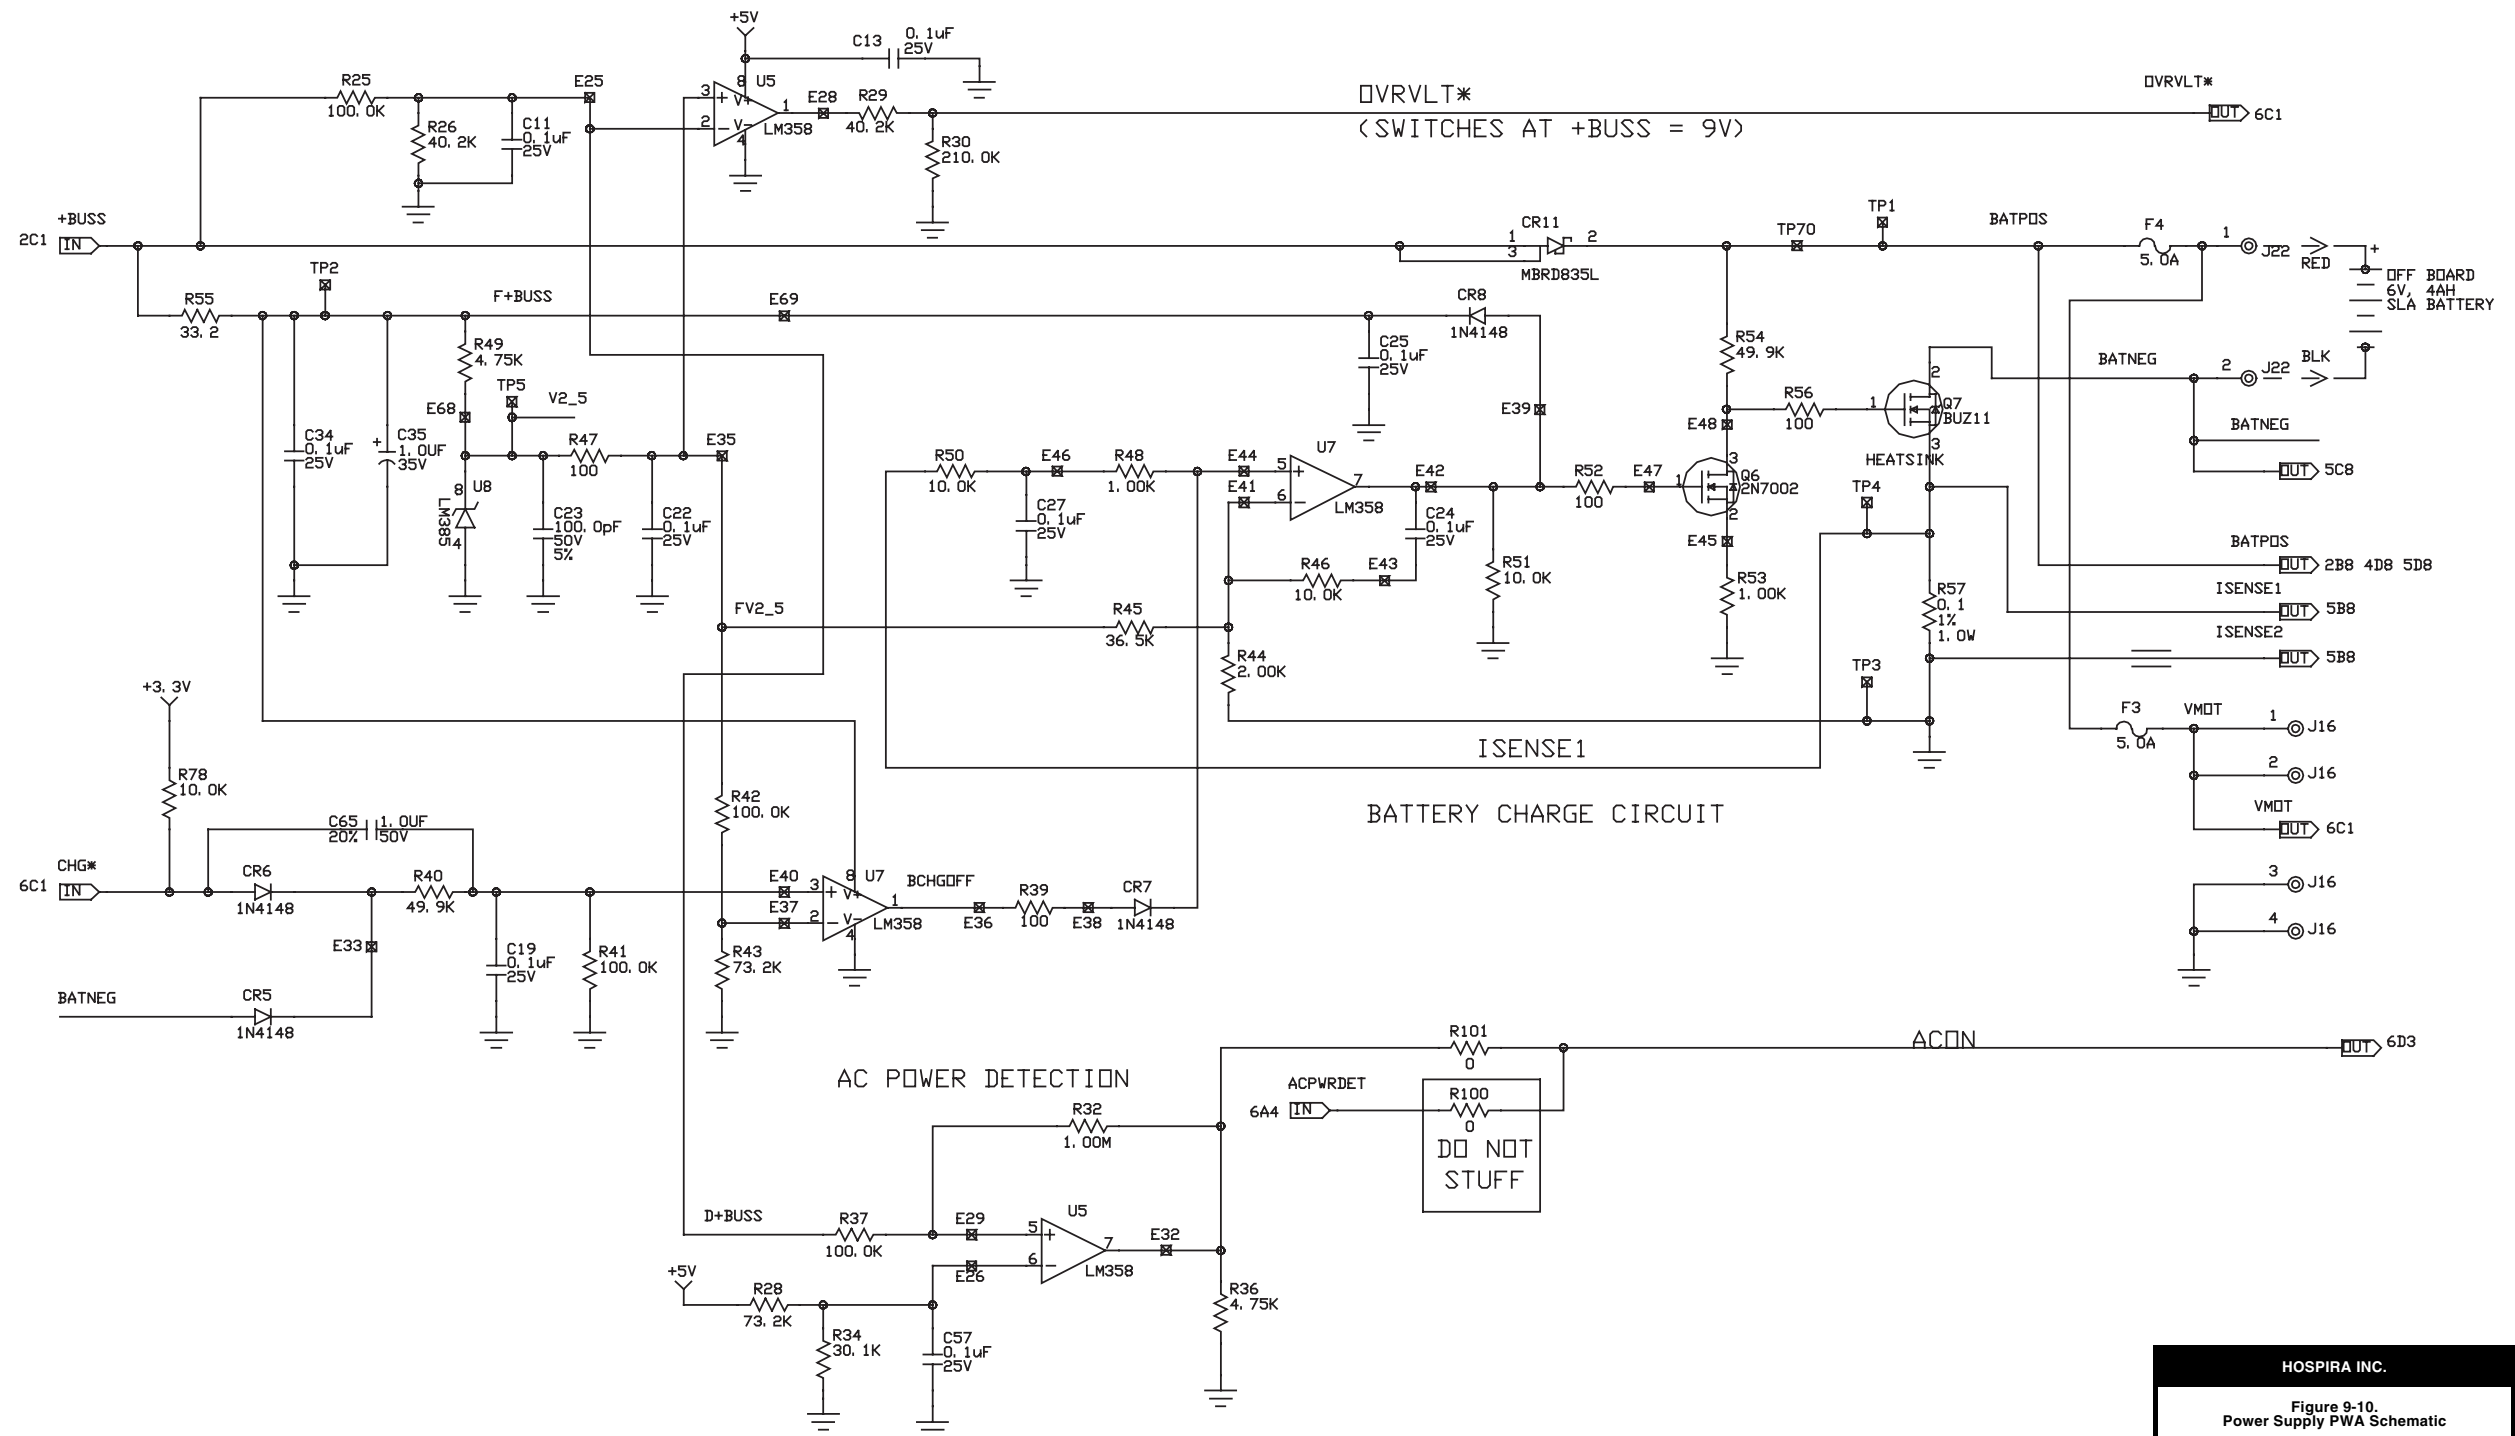 +5V
C13
0.1uF
25V
R25
100.0K
E25
R26
40.2K
C11
0.1uF
25V
3
2
8
V+
V-
4
U5
1
LM358
E28
R29
40.2K
R30
210.0K
OVRVLT*
(SWITCHES AT +BUSS = 9V)
OVRVLT*
OUT
6C1
+BUSS
2C1
IN
CR11
1
3
2
MBRD835L
TP70
TP1
BATPOS
F4
5.0A
1
J22
RED
+
OFF BOARD
6V, 4AH
SLA BATTERY
TP2
R55
33.2
F+BUSS
E69
CR8
1N4148
R49
4.75K
C25
0.1uF
25V
R54
49.9K
BATNEG
2
J22
BLK
TP5
V2_5
E68
C34
0.1uF
25V
+
C35
1.0UF
35V
R47
100
E35
8
U8
LM385
4
C23
100.0pF
50V
5%
C22
0.1uF
25V
R50
10.0K
E46
R48
1.00K
E44
E41
C27
0.1uF
25V
U7
5
+
6
-
7
LM358
E42
E39
C24
0.1uF
25V
R46
10.0K
E43
R51
10.0K
R52
100
E47
E48
1
3
Q6
2N7002
2
E45
R53
1.00K
R56
100
1
2
Q7
BUZ11
3
HEATSINK
TP4
BATNEG
OUT
5C8
BATPOS
OUT
2B8 4D8 5D8
ISENSE1
OUT
5B8
ISENSE2
OUT
5B8
R57
0.1
1%
1.0W
TP3
FV2_5
R45
36.5K
R44
2.00K
ISENSE1
BATTERY CHARGE CIRCUIT
F3
5.0A
VMOT
1
J16
2
J16
VMOT
OUT
6C1
3
J16
4
J16
+3.3V
R78
10.0K
C65
20%
1.0UF
50V
CHG*
6C1
IN
CR6
1N4148
R40
49.9K
E33
BATNEG
CR5
1N4148
C19
0.1uF
25V
R41
100.0K
R42
100.0K
R43
73.2K
E40
E37
3
+
2
-
8
V+
V-
4
U7
1
LM358
BCHGOFF
E36
R39
100
E38
CR7
1N4148
AC POWER DETECTION
R101
0
ACON
OUT
6D3
ACPWRDET
6A4
IN
R100
0
DO NOT
STUFF
R32
1.00M
D+BUSS
R37
100.0K
E29
E26
5
+
6
-
U5
7
LM358
E32
+5V
R28
73.2K
R34
30.1K
C57
0.1uF
25V
R36
4.75K
HOSPIRA INC.
Figure 9-10.
Power Supply PWA Schematic